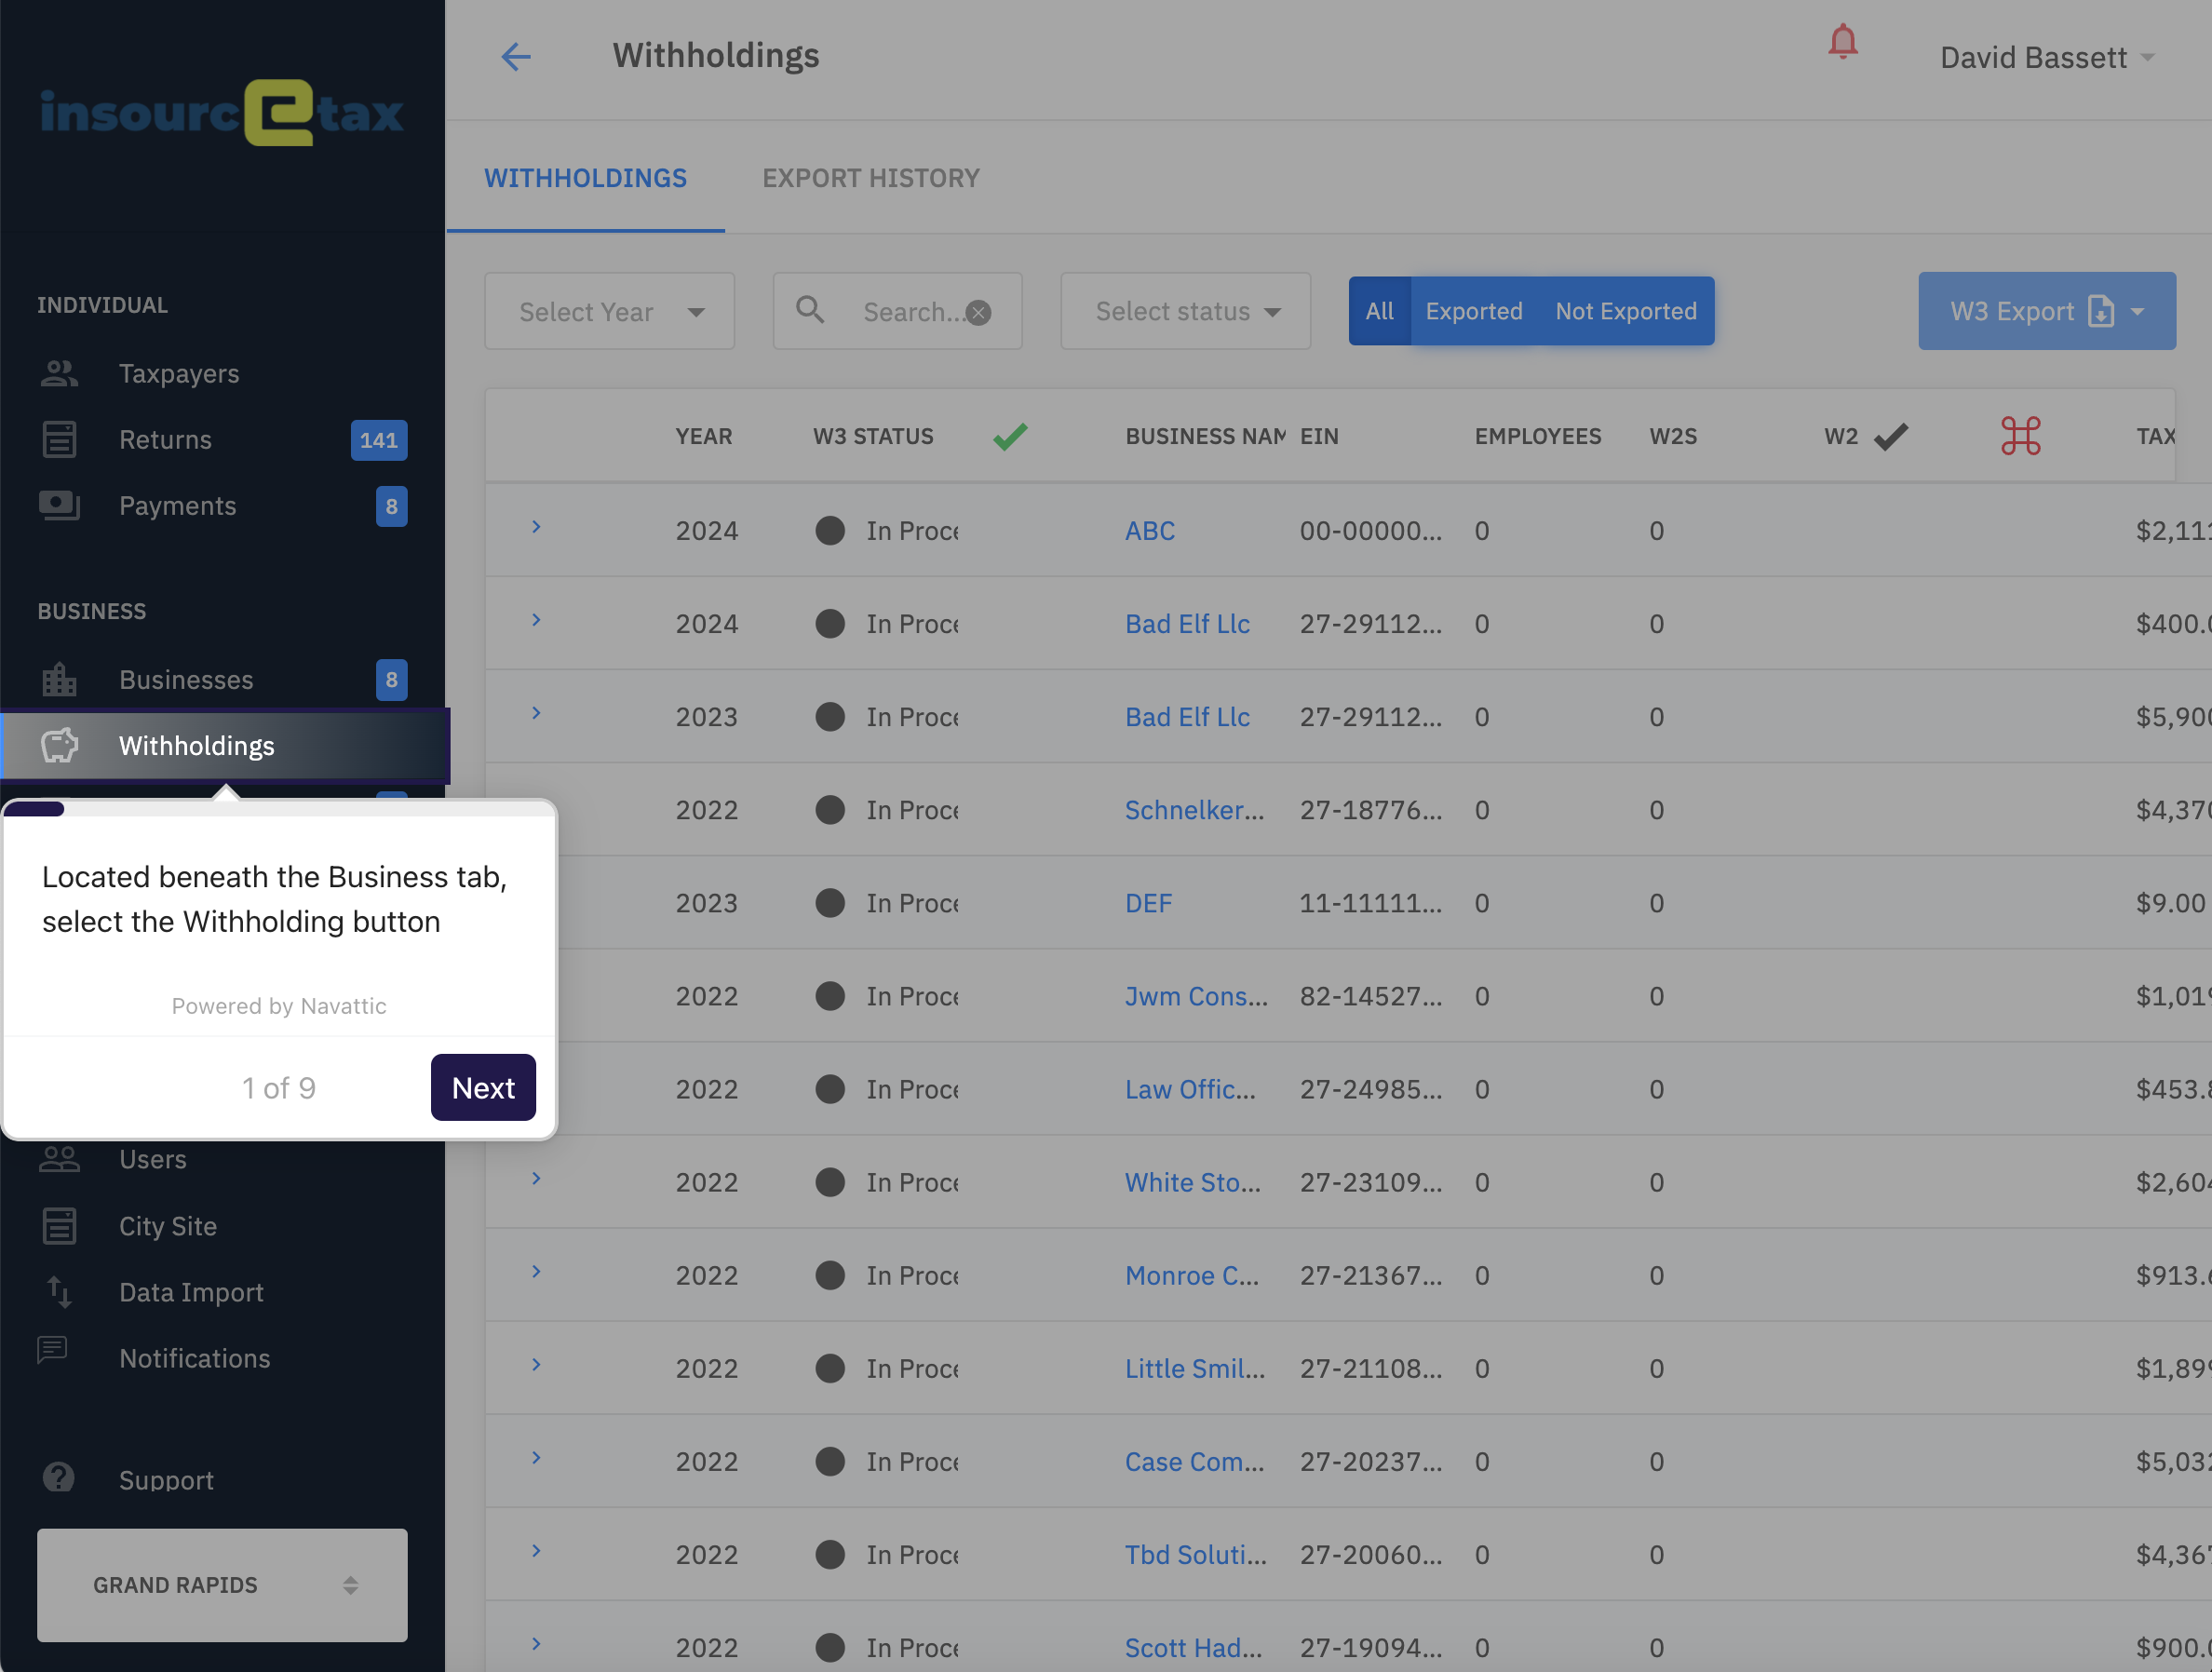 insourcetax
INDIVIDUAL
Taxpayers
Returns 141
Payments 8
BUSINESS
Businesses 8
Withholdings
Located beneath the Business tab,
select the Withholding button
Powered by Navattic
1 of 9 Next
Users
City Site
Data Import
Notifications
Support
GRAND RAPIDS
Withholdings
David Bassett
WITHHOLDINGS EXPORT HISTORY
Select Year Search... Select status All Exported Not Exported W3 Export
YEAR W3 STATUS BUSINESS NAM EIN EMPLOYEES W2S W2 TAX
2024 In Proce ABC 00-00000... 0 0 $2,111
2024 In Proce Bad Elf Llc 27-29112... 0 0 $400.0
2023 In Proce Bad Elf Llc 27-29112... 0 0 $5,900
2022 In Proce Schnelker... 27-18776... 0 0 $4,370
2023 In Proce DEF 11-11111... 0 0 $9.00
2022 In Proce Jwm Cons... 82-14527... 0 0 $1,019
2022 In Proce Law Offic... 27-24985... 0 0 $453.8
2022 In Proce White Sto... 27-23109... 0 0 $2,604
2022 In Proce Monroe C... 27-21367... 0 0 $913.6
2022 In Proce Little Smil... 27-21108... 0 0 $1,899
2022 In Proce Case Com... 27-20237... 0 0 $5,032
2022 In Proce Tbd Soluti... 27-20060... 0 0 $4,367
2022 In Proce Scott Had... 27-19094... 0 0 $900.0